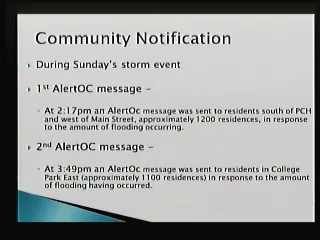 Community Notification
During Sunday's storm event
1st AlertOC message –
At 2:17pm an AlertOc message was sent to residents south of PCH
and west of Main Street, approximately 1200 residences, in response
to the amount of flooding occurring.
2nd AlertOC message –
At 3:49pm an AlertOc message was sent to residents in College
Park East (approximately 1100 residences) in response to the amount
of flooding having occurred.